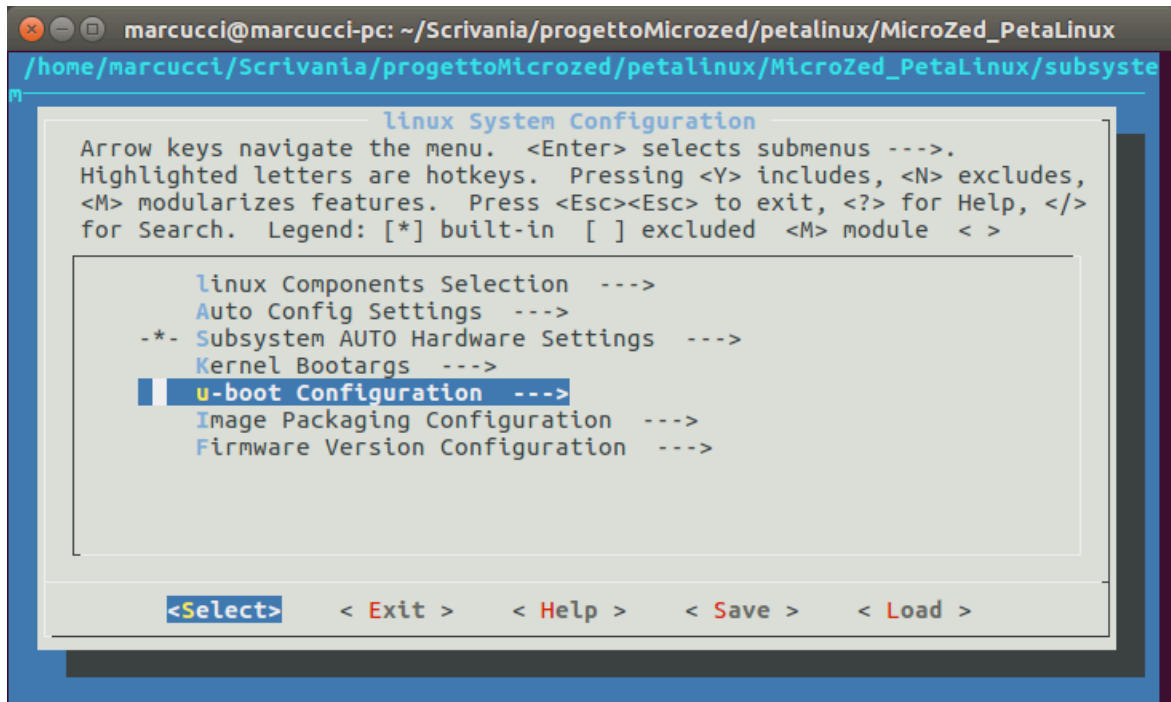 marcucci@marcucci-pc: ~/Scrivania/progettoMicrozed/petalinux/MicroZed_PetaLinux
/home/marcucci/Scrivania/progettoMicrozed/petalinux/MicroZed_PetaLinux/subsyste
m
linux System Configuration
Arrow keys navigate the menu.  <Enter> selects submenus --->.
Highlighted letters are hotkeys.  Pressing <Y> includes, <N> excludes,
<M> modularizes features.  Press <Esc><Esc> to exit, <?> for Help, </>
for Search.  Legend: [*] built-in  [ ] excluded  <M> module  < >
linux Components Selection  --->
Auto Config Settings  --->
-*- Subsystem AUTO Hardware Settings  --->
Kernel Bootargs  --->
u-boot Configuration  --->
Image Packaging Configuration  --->
Firmware Version Configuration  --->
<Select>    < Exit >    < Help >    < Save >    < Load >